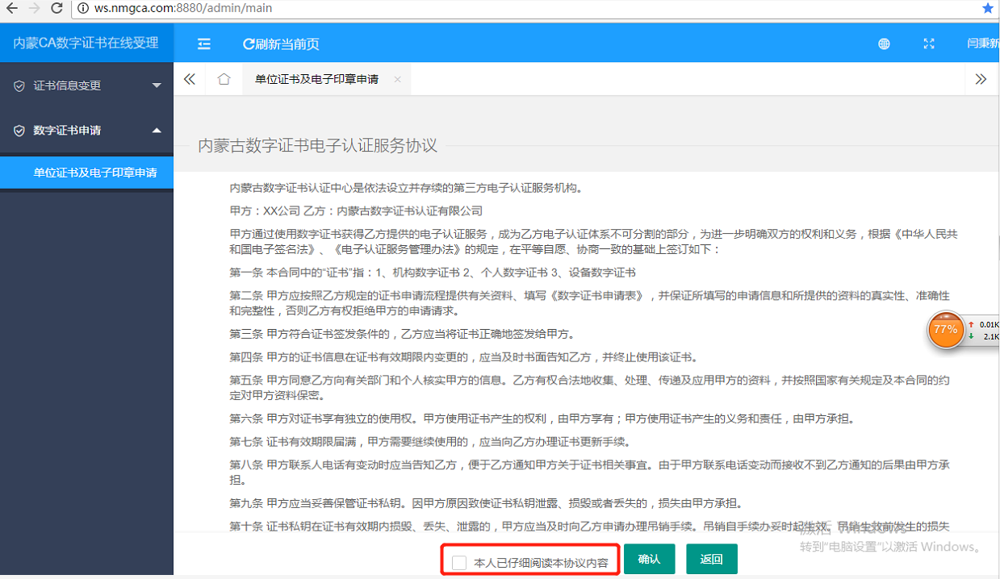 ws.nmgca.com:8880/admin/main
内蒙CA数字证书在线受理
刷新当前页
闫秉新
证书信息变更
单位证书及电子印章申请
数字证书申请
单位证书及电子印章申请
内蒙古数字证书电子认证服务协议
内蒙古数字证书认证中心是依法设立并存续的第三方电子认证服务机构。
甲方：XX公司 乙方：内蒙古数字证书认证有限公司
甲方通过使用数字证书获得乙方提供的电子认证服务，成为乙方电子认证体系不可分割的部分，为进一步明确双方的权利和义务，根据《中华人民共
和国电子签名法》、《电子认证服务管理办法》的规定，在平等自愿、协商一致的基础上签订如下：
第一条 本合同中的“证书”指：1、机构数字证书 2、个人数字证书 3、设备数字证书
第二条 甲方应按照乙方规定的证书申请流程提供有关资料、填写《数字证书申请表》，并保证所填写的申请信息和所提供的资料的真实性、准确性
和完整性，否则乙方有权拒绝甲方的申请请求。
第三条 甲方符合证书签发条件的，乙方应当将证书正确地签发给甲方。
第四条 甲方的证书信息在证书有效期限内变更的，应当及时书面告知乙方，并终止使用该证书。
第五条 甲方同意乙方向有关部门和个人核实甲方的信息。乙方有权合法地收集、处理、传递及应用甲方的资料，并按照国家有关规定及本合同的约
定对甲方资料保密。
第六条 甲方对证书享有独立的使用权。甲方使用证书产生的权利，由甲方享有；甲方使用证书产生的义务和责任，由甲方承担。
第七条 证书有效期限届满，甲方需要继续使用的，应当向乙方办理证书更新手续。
第八条 甲方联系人电话有变动时应当告知乙方，便于乙方通知甲方关于证书相关事宜。由于甲方联系电话变动而接收不到乙方通知的后果由甲方承
担。
第九条 甲方应当妥善保管证书私钥。因甲方原因致使证书私钥泄露、损毁或者丢失的，损失由甲方承担。
第十条 证书私钥在证书有效期内损毁、丢失、泄露的，甲方应当及时向乙方申请办理吊销手续。吊销自手续办妥时起生效。吊销生效前发生的损失
77%
0.01K
2.1K
激活 Windows
转到"电脑设置"以激活 Windows。
本人已仔细阅读本协议内容
确认
返回